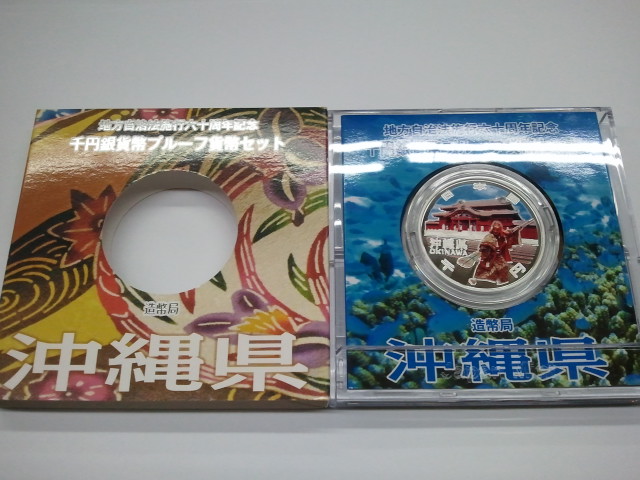 地方自治法施行六十周年記念
千円銀貨幣プルーフ貨幣セット
造幣局
沖縄県
地方自治法施行六十周年記念
日本国
沖縄県
OKINAWA
千円
造幣局
沖縄県